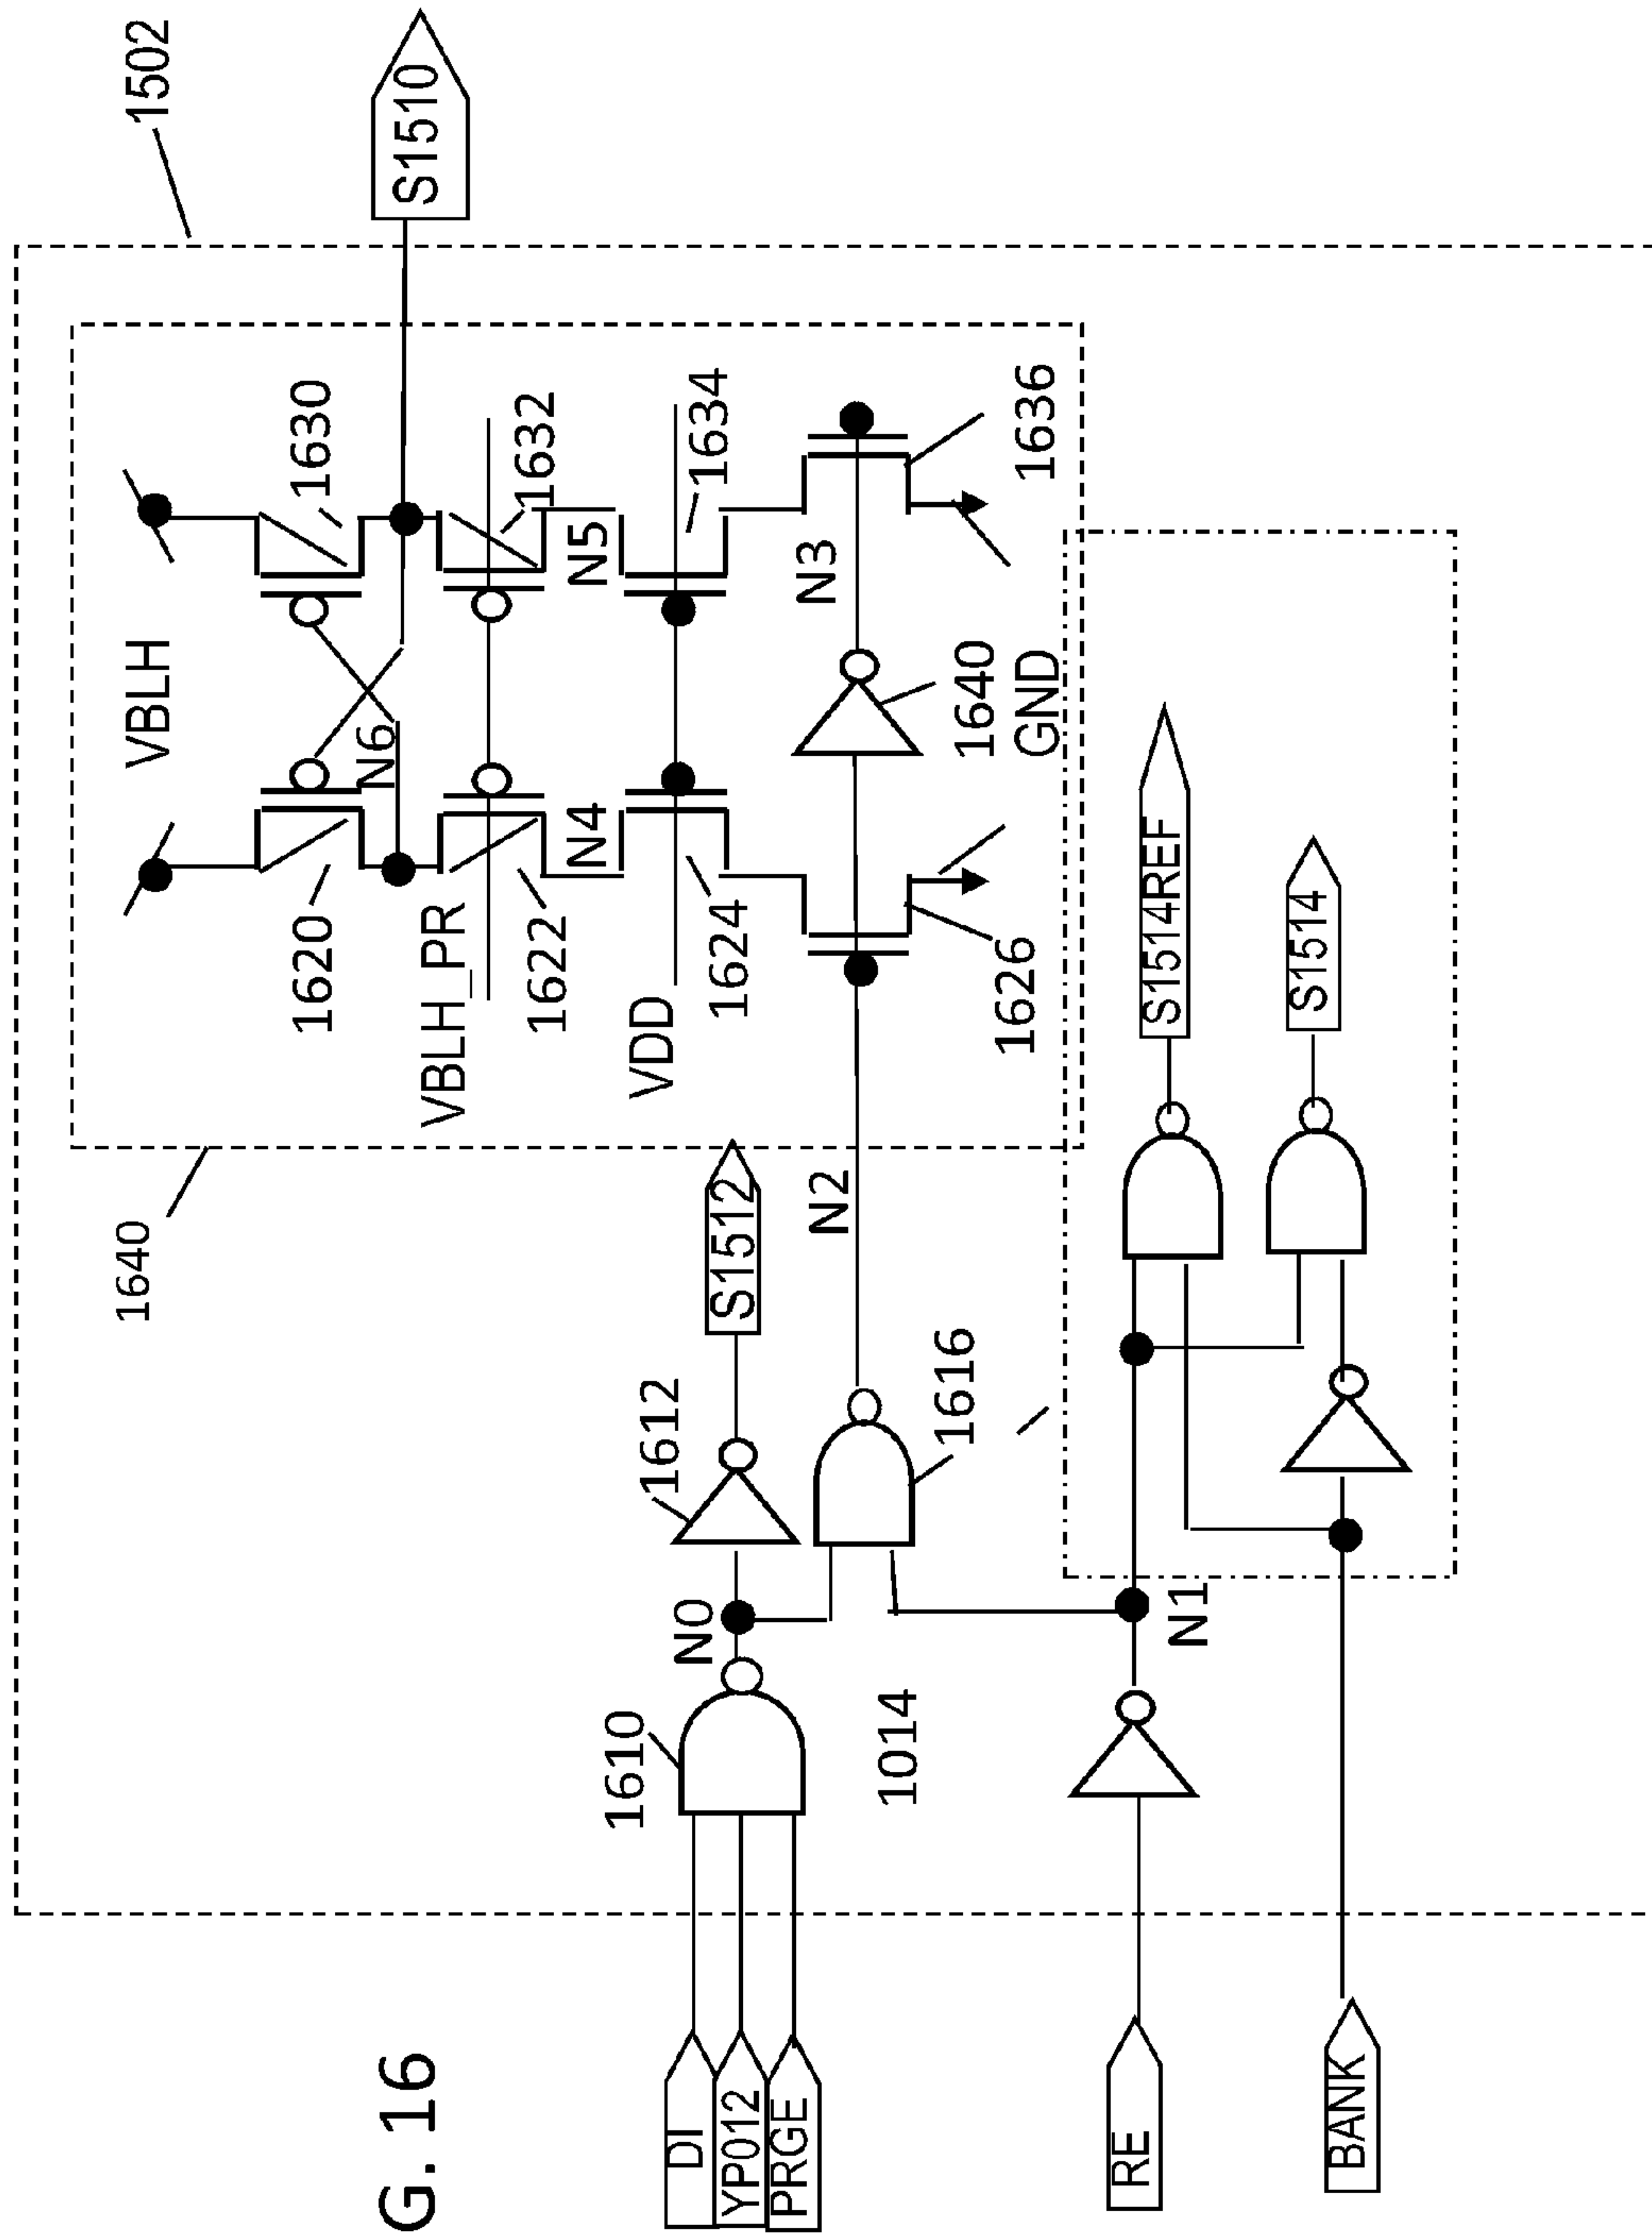 G. 16
1502
1640
VBLH
1620
1630
S1510
N6
VBLH_PR
1622
1632
N4
N5
VDD
1624
1634
1610
N0
1612
S1512
DI
YP012
PRGE
N2
N3
1014
1616
1626
1640
GND
1636
RE
N1
S1514REF
BANK
S1514